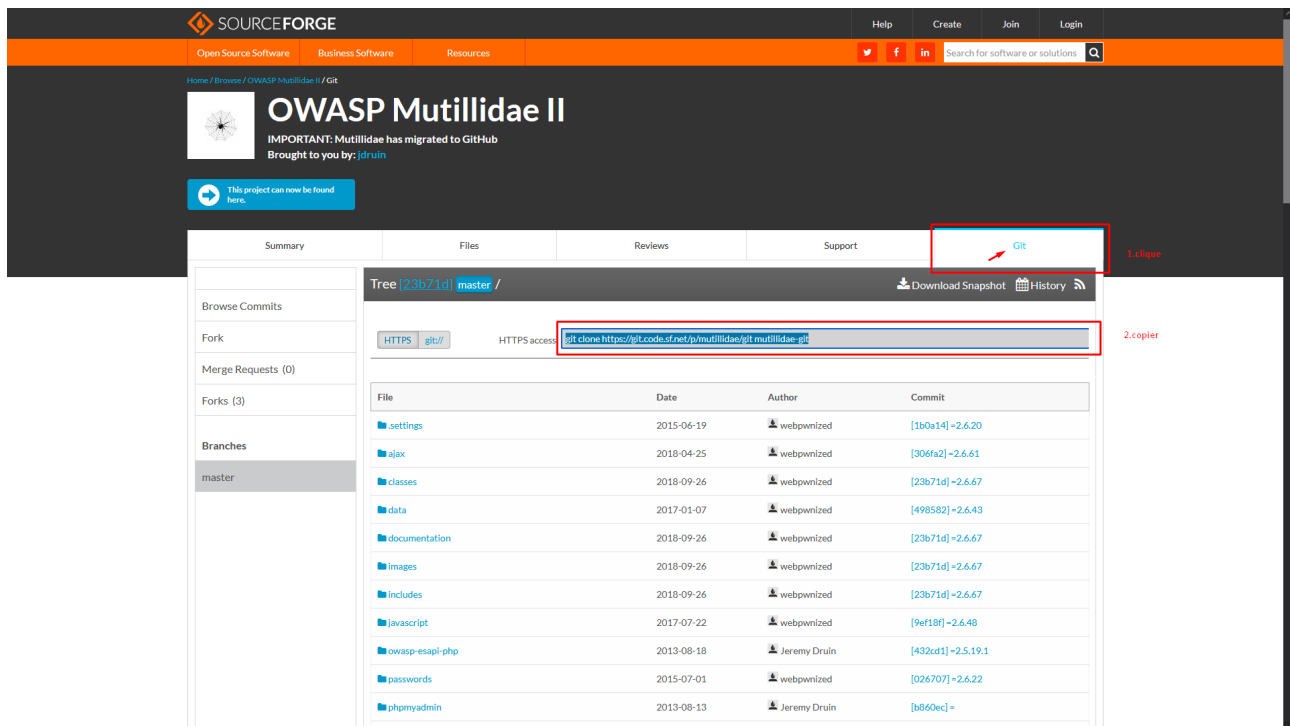 SOURCEFORGE
Help Create Join Login
Open Source Software Business Software Resources
Search for software or solutions
Home / Browse / OWASP Mutillidae II / Git
OWASP Mutillidae II
IMPORTANT: Mutillidae has migrated to GitHub
Brought to you by: jdruin
This project can now be found
here.
Summary Files Reviews Support Git
1.clique
Tree [23b71d] master /
Download Snapshot History
Browse Commits
Fork
Merge Requests (0)
Forks (3)
Branches
master
HTTPS git:// HTTPS access git clone https://git.code.sf.net/p/mutillidae/git mutillidae-git
2.copier
File Date Author Commit
.settings 2015-06-19 webpwnized [1b0a14] =2.6.20
ajax 2018-04-25 webpwnized [306fa2] =2.6.61
classes 2018-09-26 webpwnized [23b71d] =2.6.67
data 2017-01-07 webpwnized [498582] =2.6.43
documentation 2018-09-26 webpwnized [23b71d] =2.6.67
images 2018-09-26 webpwnized [23b71d] =2.6.67
includes 2018-09-26 webpwnized [23b71d] =2.6.67
javascript 2017-07-22 webpwnized [9ef18f] =2.6.48
owasp-esapi-php 2013-08-18 Jeremy Druin [432cd1] =2.5.19.1
passwords 2015-07-01 webpwnized [026707] =2.6.22
phpmyadmin 2013-08-13 Jeremy Druin [b860ec] =